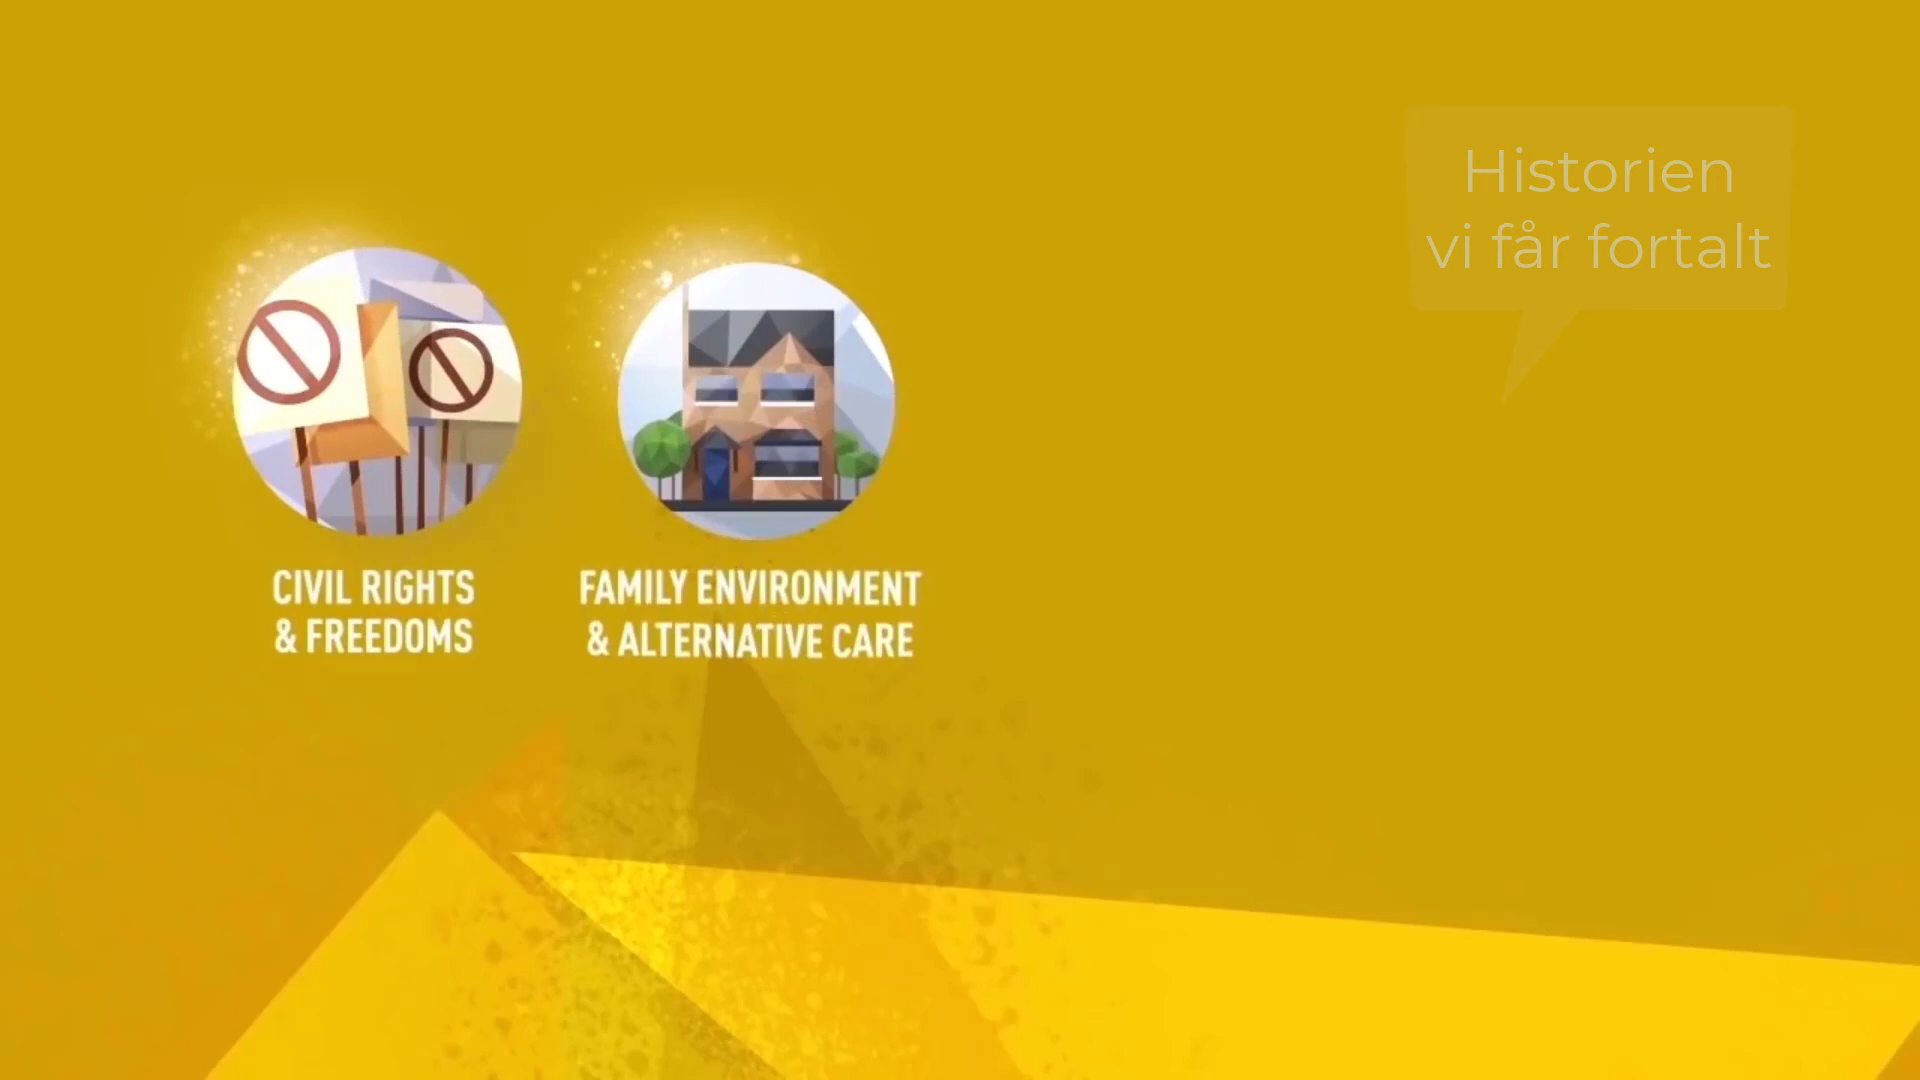 Historien
vi får fortalt
CIVIL RIGHTS
& FREEDOMS
FAMILY ENVIRONMENT
& ALTERNATIVE CARE